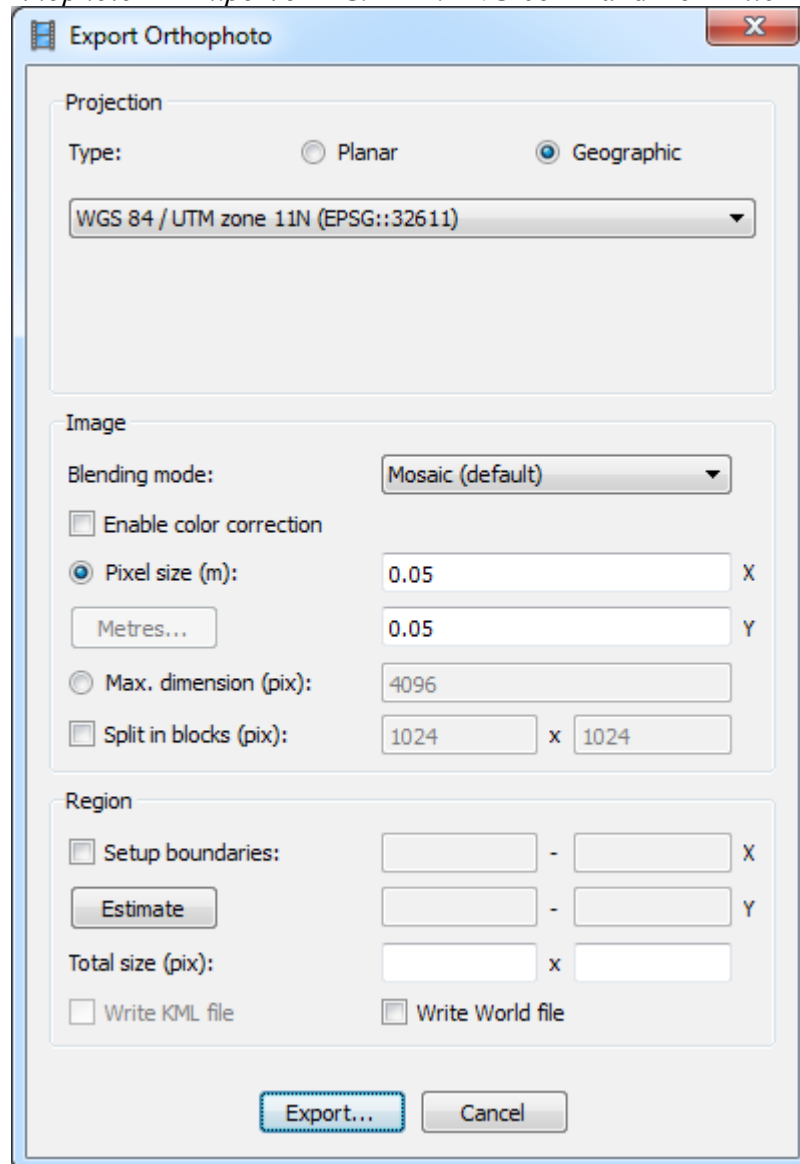 Export Orthophoto
Projection
Type: Planar Geographic
WGS 84 / UTM zone 11N (EPSG::32611)
Image
Blending mode: Mosaic (default)
Enable color correction
Pixel size (m): 0.05 X
Metres... 0.05 Y
Max. dimension (pix): 4096
Split in blocks (pix): 1024 x 1024
Region
Setup boundaries: - X
Estimate - Y
Total size (pix): x
Write KML file Write World file
Export... Cancel